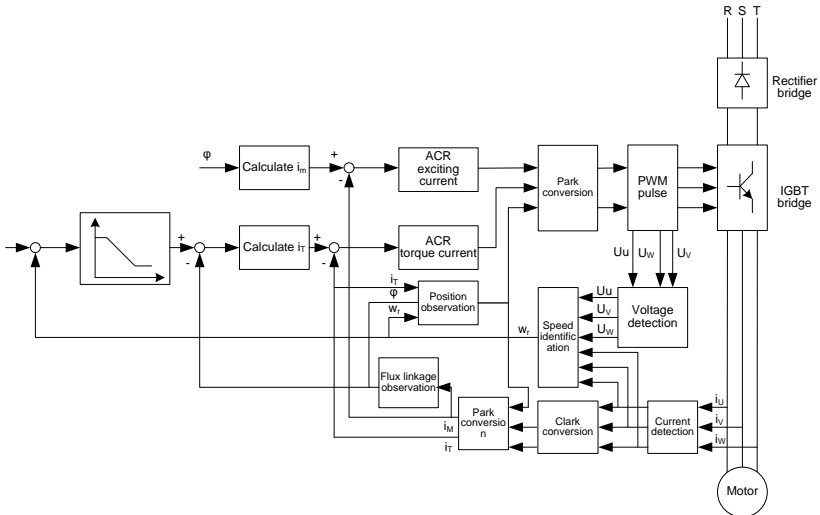 R S T
Rectifier
bridge
φ
Calculate im
+
-
ACR
exciting
current
Park
conversion
PWM
pulse
IGBT
bridge
+
-
Calculate iT
+
-
ACR
torque current
Uu UW UV
iT
φ
wr
Position
observation
wr
Speed
identific
ation
Uu
UV
UW
Voltage
detection
Flux linkage
observation
iM
iT
Park
conversio
n
Clark
conversion
Current
detection
iU
iV
iW
Motor